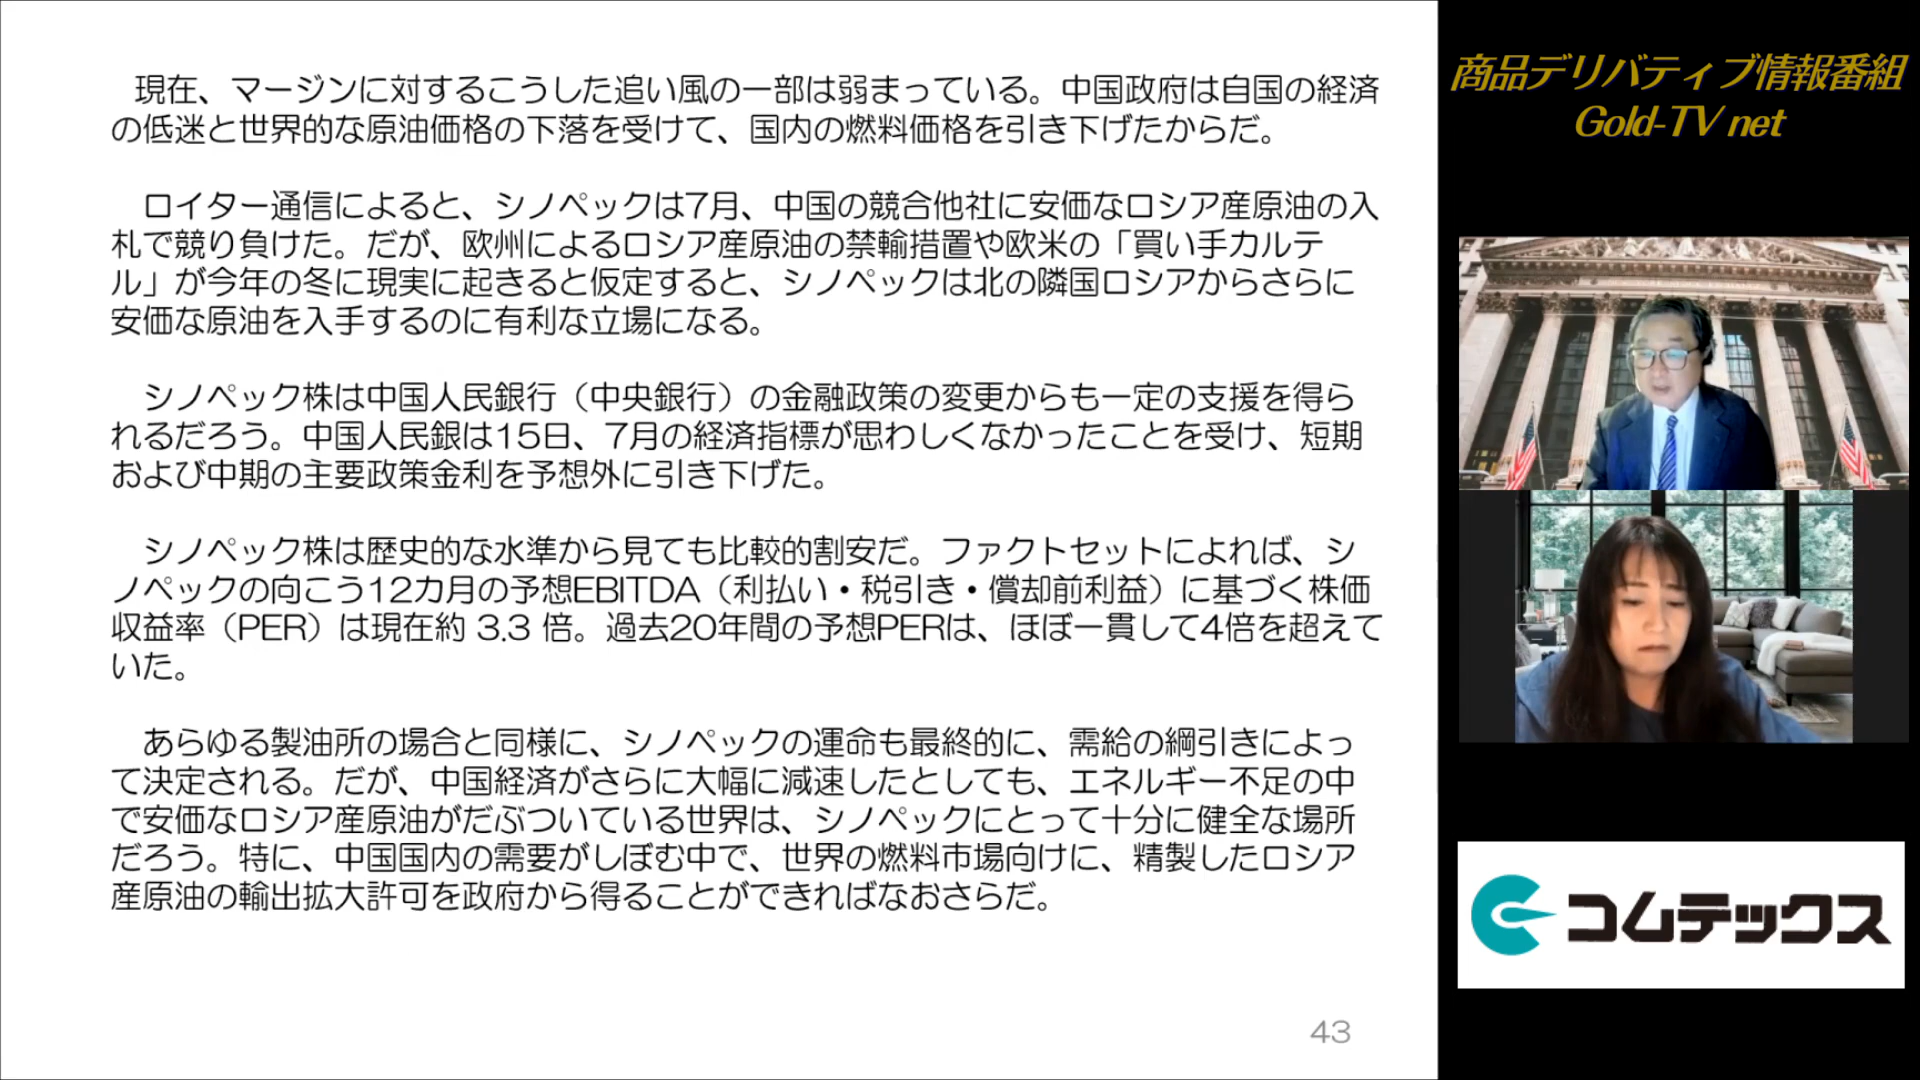 現在、マージンに対するこうした追い風の一部は弱まっている。中国政府は自国の経済
の低迷と世界的な原油価格の下落を受けて、国内の燃料価格を引き下げたからだ。
ロイター通信によると、シノペックは7月、中国の競合他社に安価なロシア産原油の入
札で競り負けた。だが、欧州によるロシア産原油の禁輸措置や欧米の「買い手カルテ
ル」が今年の冬に現実に起きると仮定すると、シノペックは北の隣国ロシアからさらに
安価な原油を入手するのに有利な立場になる。
シノペック株は中国人民銀行（中央銀行）の金融政策の変更からも一定の支援を得ら
れるだろう。中国人民銀は15日、7月の経済指標が思わしくなかったことを受け、短期
および中期の主要政策金利を予想外に引き下げた。
シノペック株は歴史的な水準から見ても比較的割安だ。ファクトセットによれば、シ
ノペックの向こう12カ月の予想EBITDA（利払い・税引き・償却前利益）に基づく株価
収益率（PER）は現在約 3.3 倍。過去20年間の予想PERは、ほぼ一貫して4倍を超えて
いた。
あらゆる製油所の場合と同様に、シノペックの運命も最終的に、需給の綱引きによっ
て決定される。だが、中国経済がさらに大幅に減速したとしても、エネルギー不足の中
で安価なロシア産原油がだぶついている世界は、シノペックにとって十分に健全な場所
だろう。特に、中国国内の需要がしぼむ中で、世界の燃料市場向けに、精製したロシア
産原油の輸出拡大許可を政府から得ることができればなおさらだ。
43
商品デリバティブ情報番組
Gold-TV net
コムテックス